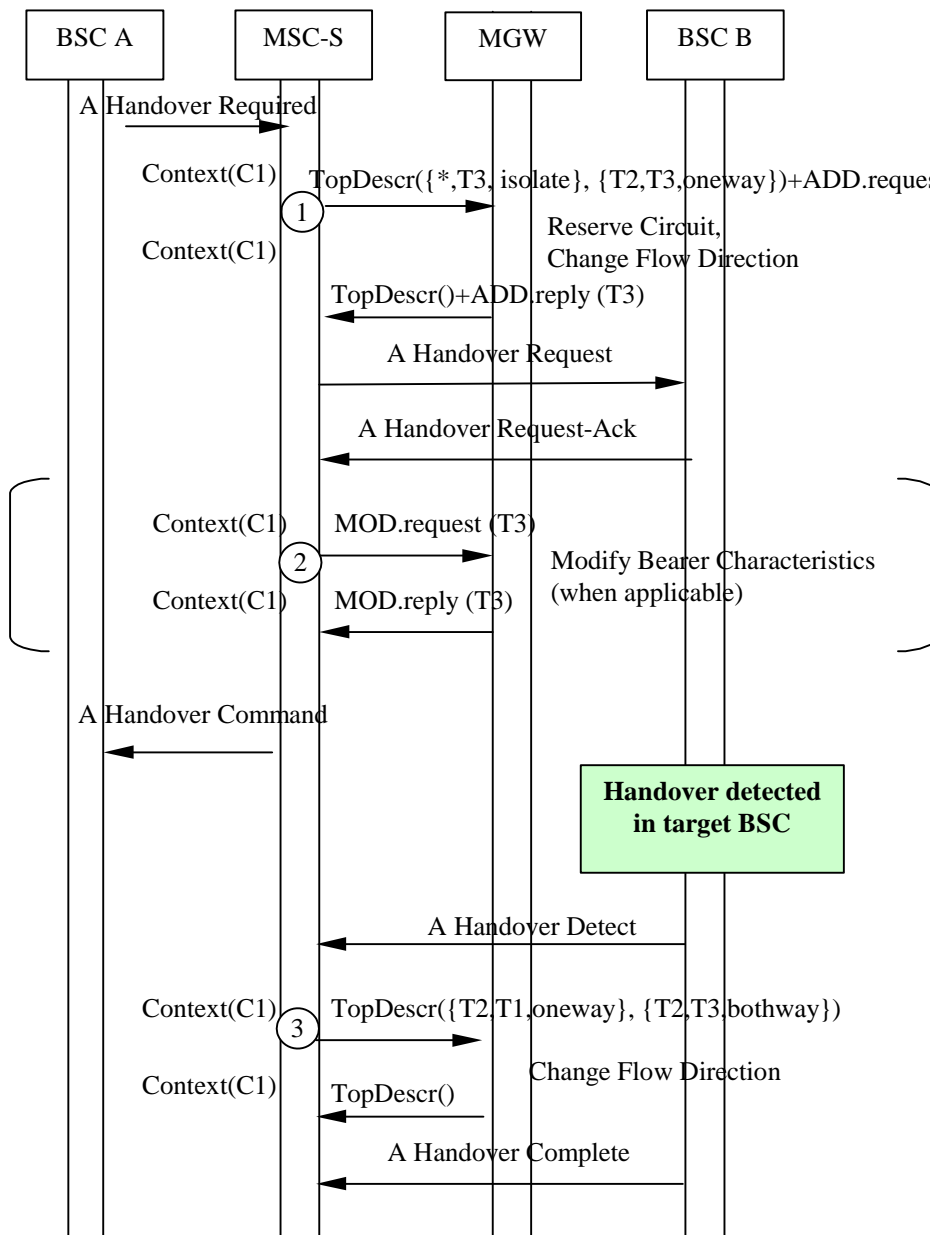 BSC A
MSC-S
MGW
BSC B
A Handover Required
Context(C1)
TopDescr({*,T3, isolate}, {T2,T3,oneway})+ADD.reques
1
Reserve Circuit,
Change Flow Direction
Context(C1)
TopDescr()+ADD.reply (T3)
A Handover Request
A Handover Request-Ack
Context(C1)
MOD.request (T3)
2
Modify Bearer Characteristics
(when applicable)
Context(C1)
MOD.reply (T3)
A Handover Command
Handover detected
in target BSC
A Handover Detect
Context(C1)
TopDescr({T2,T1,oneway}, {T2,T3,bothway})
3
Change Flow Direction
Context(C1)
TopDescr()
A Handover Complete